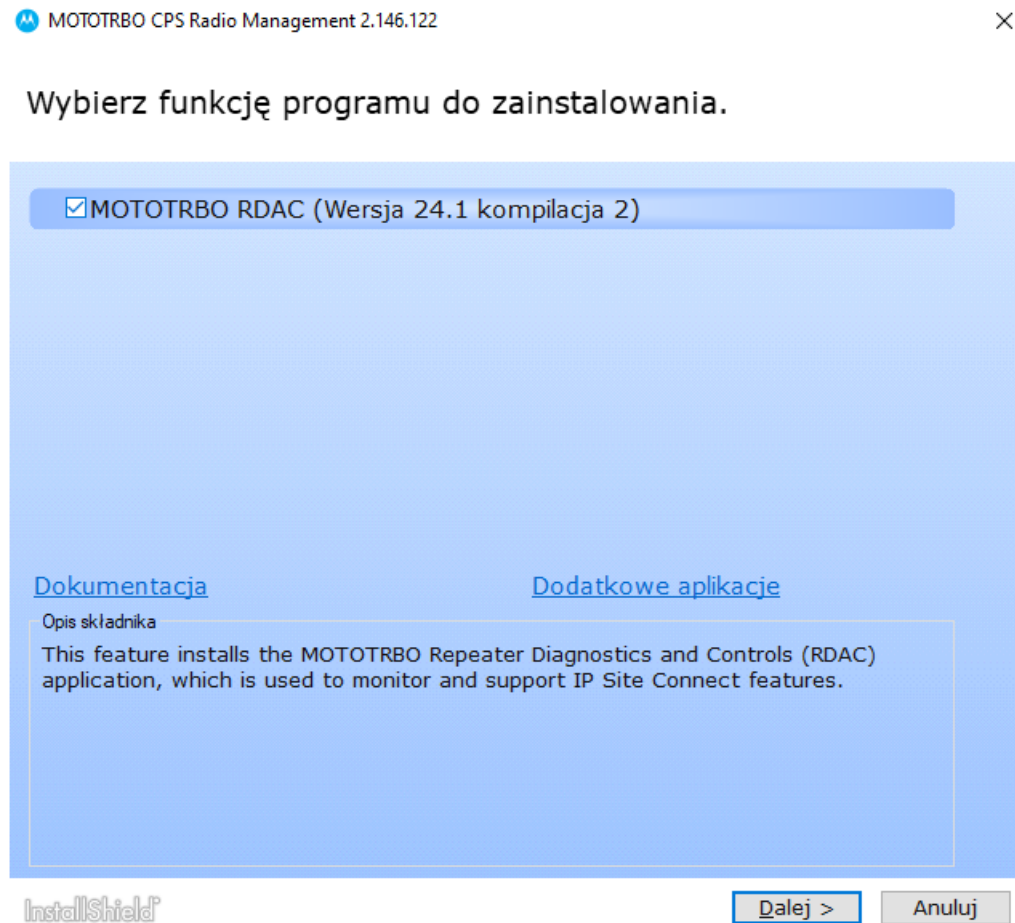 MOTOTRBO CPS Radio Management 2.146.122
Wybierz funkcję programu do zainstalowania.
MOTOTRBO RDAC (Wersja 24.1 kompilacja 2)
Dokumentacja
Dodatkowe aplikacje
Opis składnika
This feature installs the MOTOTRBO Repeater Diagnostics and Controls (RDAC)
application, which is used to monitor and support IP Site Connect features.
InstallShield
Dalej >
Anuluj